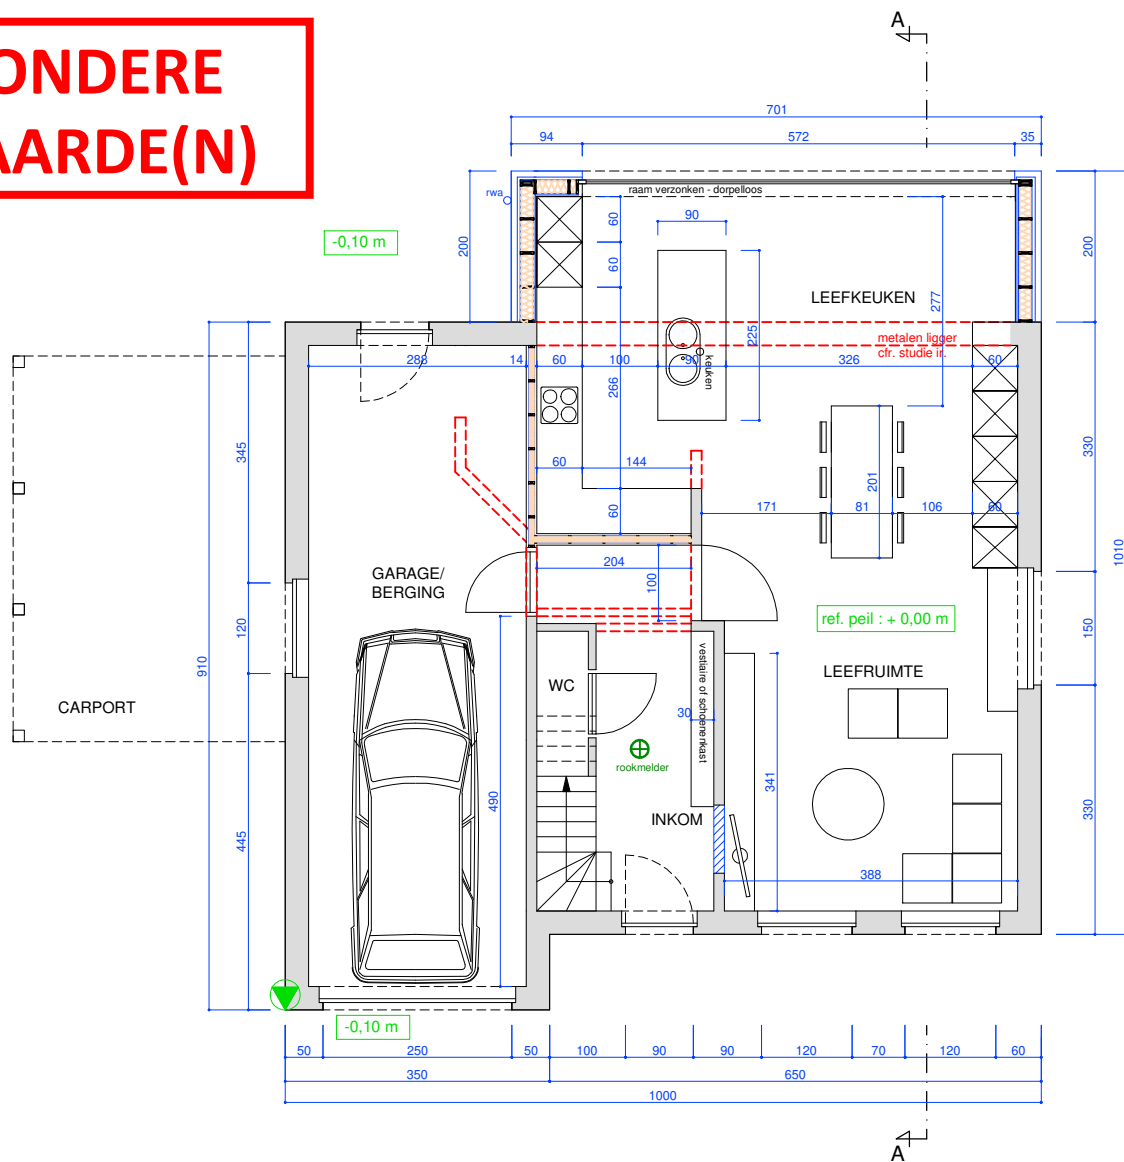 ONDERE
AARDE(N)
A
701
94
572
35
rwa
raam verzonken - dorpelloos
-0,10 m
200
60
90
60
277
200
LEEFKEUKEN
225
metalen ligger
cfr. studie ir.
keuken
288
14
60
100
90
326
60
266
345
330
60
144
60
171
81
201
106
60
204
100
1010
GARAGE/
BERGING
120
910
150
ref. peil : + 0,00 m
LEEFRUIMTE
WC
vestiaire of schoenenkast
30
CARPORT
rookmelder
341
490
INKOM
330
445
388
-0,10 m
50
250
50
100
90
90
120
70
120
60
350
650
1000
A